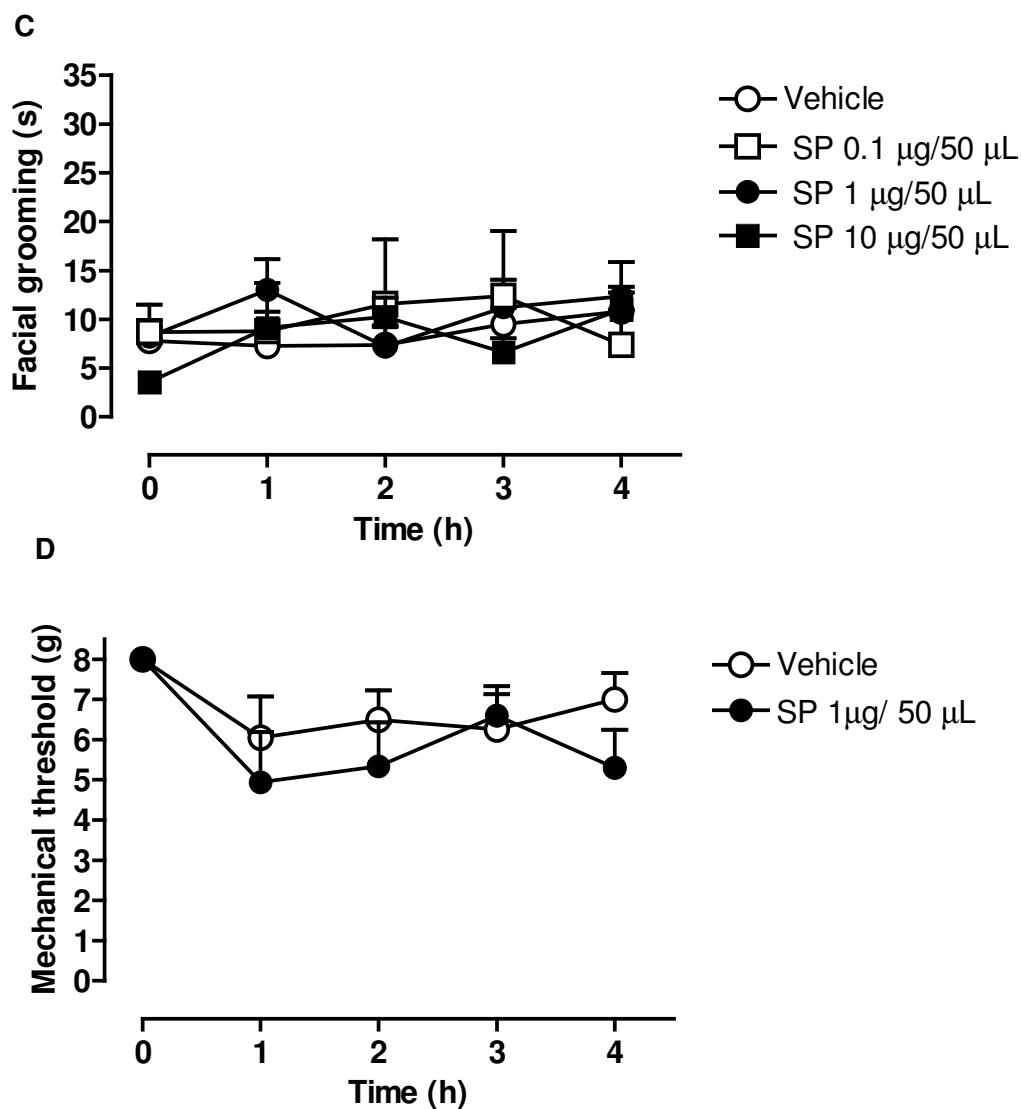 C
Facial grooming (s)
35
30
25
20
15
10
5
0
0 1 2 3 4
Time (h)
Vehicle
SP 0.1 μg/50 μL
SP 1 μg/50 μL
SP 10 μg/50 μL
D
Mechanical threshold (g)
8
7
6
5
4
3
2
1
0
0 1 2 3 4
Time (h)
Vehicle
SP 1μg/ 50 μL